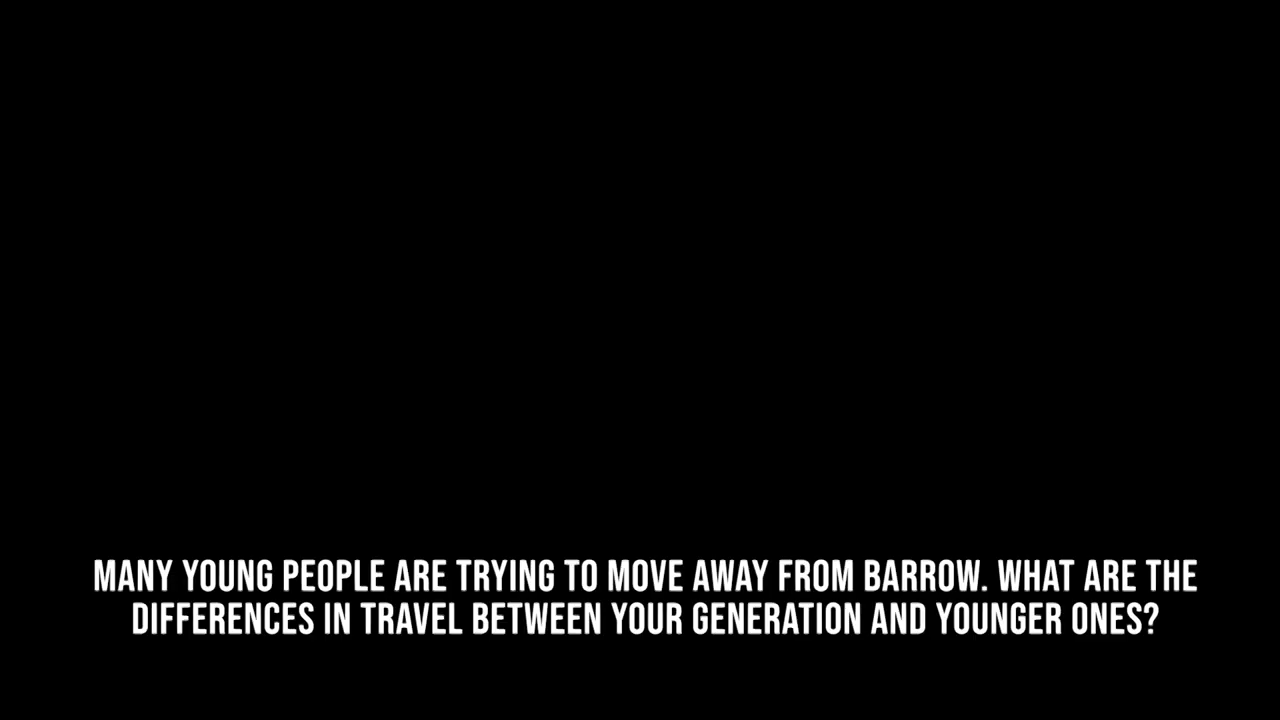 MANY YOUNG PEOPLE ARE TRYING TO MOVE AWAY FROM BARROW. WHAT ARE THE
DIFFERENCES IN TRAVEL BETWEEN YOUR GENERATION AND YOUNGER ONES?